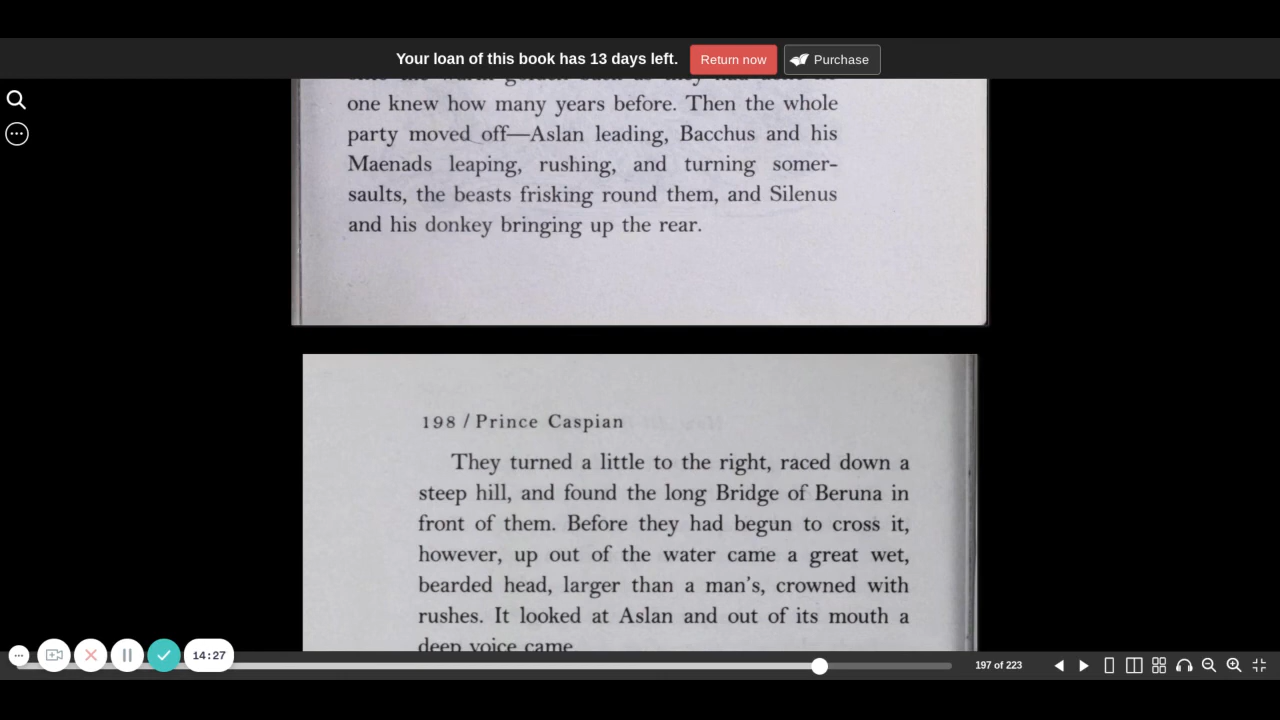 Your loan of this book has 13 days left. Return now Purchase
one knew how many years before. Then the whole
party moved off—Aslan leading, Bacchus and his
Maenads leaping, rushing, and turning somer-
saults, the beasts frisking round them, and Silenus
and his donkey bringing up the rear.
198 / Prince Caspian
They turned a little to the right, raced down a
steep hill, and found the long Bridge of Beruna in
front of them. Before they had begun to cross it,
however, up out of the water came a great wet,
bearded head, larger than a man's, crowned with
rushes. It looked at Aslan and out of its mouth a
deep voice came
14:27
197 of 223